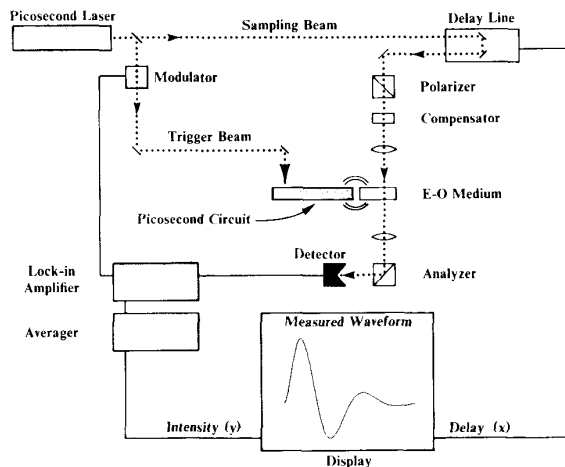 Picosecond Laser
Sampling Beam
Delay Line
Modulator
Polarizer
Compensator
Trigger Beam
E-O Medium
Picosecond Circuit
Detector
Analyzer
Lock-in
Amplifier
Averager
Measured Waveform
Intensity (y)
Delay (x)
Display